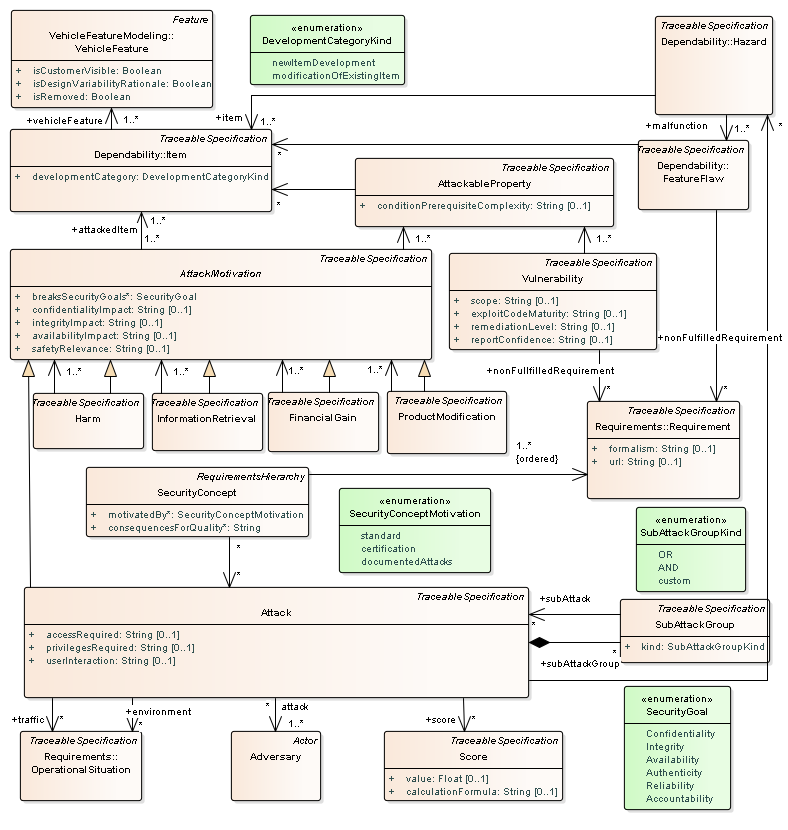 Feature
VehicleFeatureModeling::
VehicleFeature
+ isCustomerVisible: Boolean
+ isDesignVariabilityRationale: Boolean
+ isRemoved: Boolean
«enumeration»
DevelopmentCategoryKind
newItemDevelopment
modificationOfExistingItem
Traceable Specification
Dependability::Hazard
+vehicleFeature 1..*
+item
1..*
+malfunction
1..*
*
Traceable Specification
Dependability::Item
+ developmentCategory: DevelopmentCategoryKind
*
*
Traceable Specification
Dependability::
FeatureFlaw
Traceable Specification
AttackableProperty
+ conditionPrerequisiteComplexity: String [0..1]
+attackedItem
1..*
1..*
1..*
1..*
Traceable Specification
AttackMotivation
+ breaksSecurityGoals*: SecurityGoal
+ confidentialityImpact: String [0..1]
+ integrityImpact: String [0..1]
+ availabilityImpact: String [0..1]
+ safetyRelevance: String [0..1]
Traceable Specification
Vulnerability
+ scope: String [0..1]
+ exploitCodeMaturity: String [0..1]
+ remediationLevel: String [0..1]
+ reportConfidence: String [0..1]
+nonFulfilledRequirement
+nonFullfilledRequirement
*
*
1..*
1..*
1..*
1..*
Traceable Specification
Harm
Traceable Specification
InformationRetrieval
Traceable Specification
FinancialGain
Traceable Specification
ProductModification
Traceable Specification
Requirements::Requirement
+ formalism: String [0..1]
+ url: String [0..1]
1..*
{ordered}
RequirementsHierarchy
SecurityConcept
+ motivatedBy*: SecurityConceptMotivation
+ consequencesForQuality*: String
*
*
«enumeration»
SecurityConceptMotivation
standard
certification
documentedAttacks
«enumeration»
SubAttackGroupKind
OR
AND
custom
Traceable Specification
Attack
+ accessRequired: String [0..1]
+ privilegesRequired: String [0..1]
+ userInteraction: String [0..1]
+subAttack
*
*
+subAttackGroup
Traceable Specification
SubAttackGroup
+ kind: SubAttackGroupKind
+traffic
*
+environment
*
*
attack
1..*
+score
*
Traceable Specification
Requirements::
OperationalSituation
Actor
Adversary
Traceable Specification
Score
+ value: Float [0..1]
+ calculationFormula: String [0..1]
«enumeration»
SecurityGoal
Confidentiality
Integrity
Availability
Authenticity
Reliability
Accountability